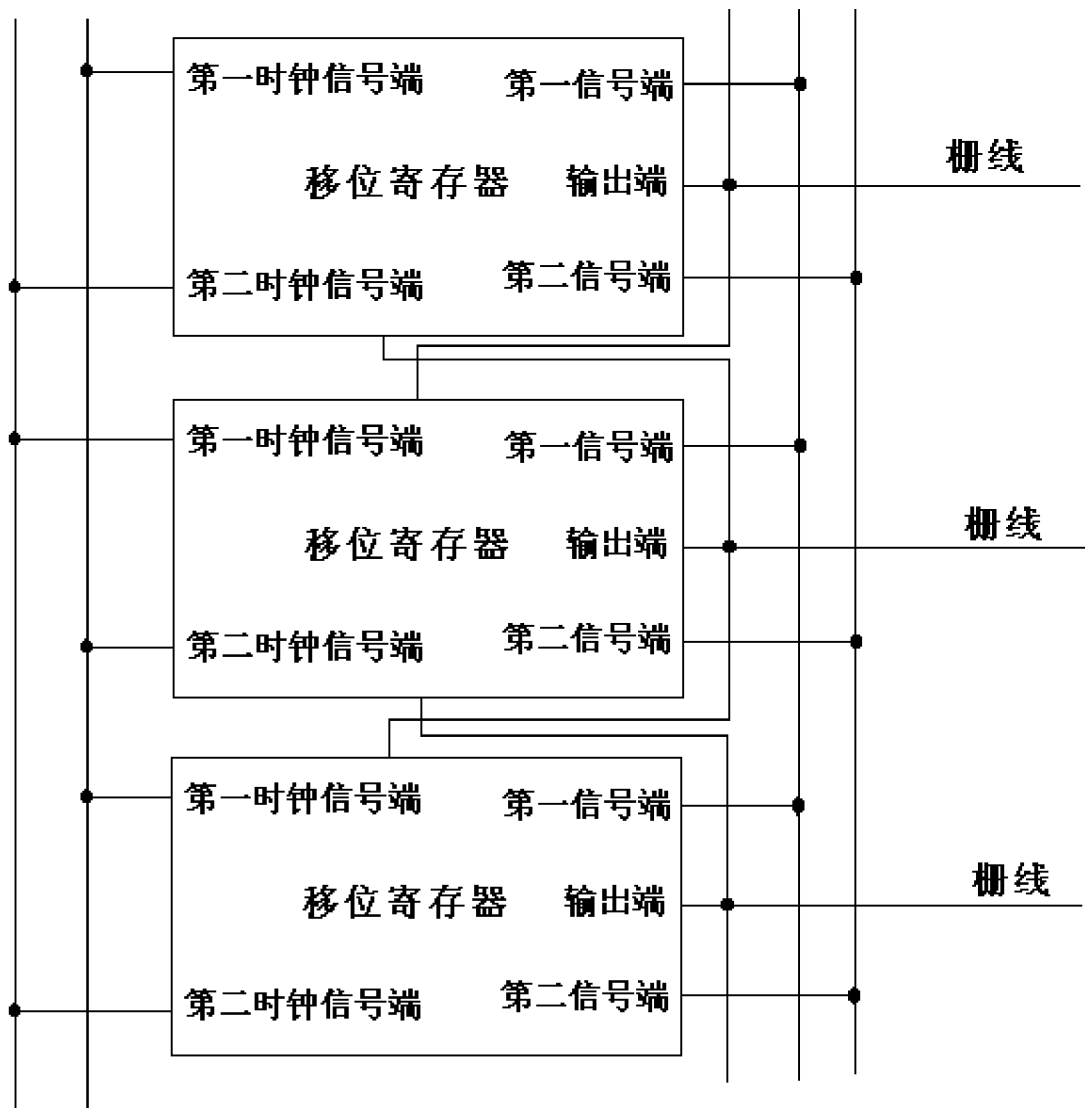 第一时钟信号端
第一信号端
栅线
移位寄存器
输出端
第二时钟信号端
第二信号端
第一时钟信号端
第一信号端
栅线
移位寄存器
输出端
第二时钟信号端
第二信号端
第一时钟信号端
第一信号端
栅线
移位寄存器
输出端
第二时钟信号端
第二信号端